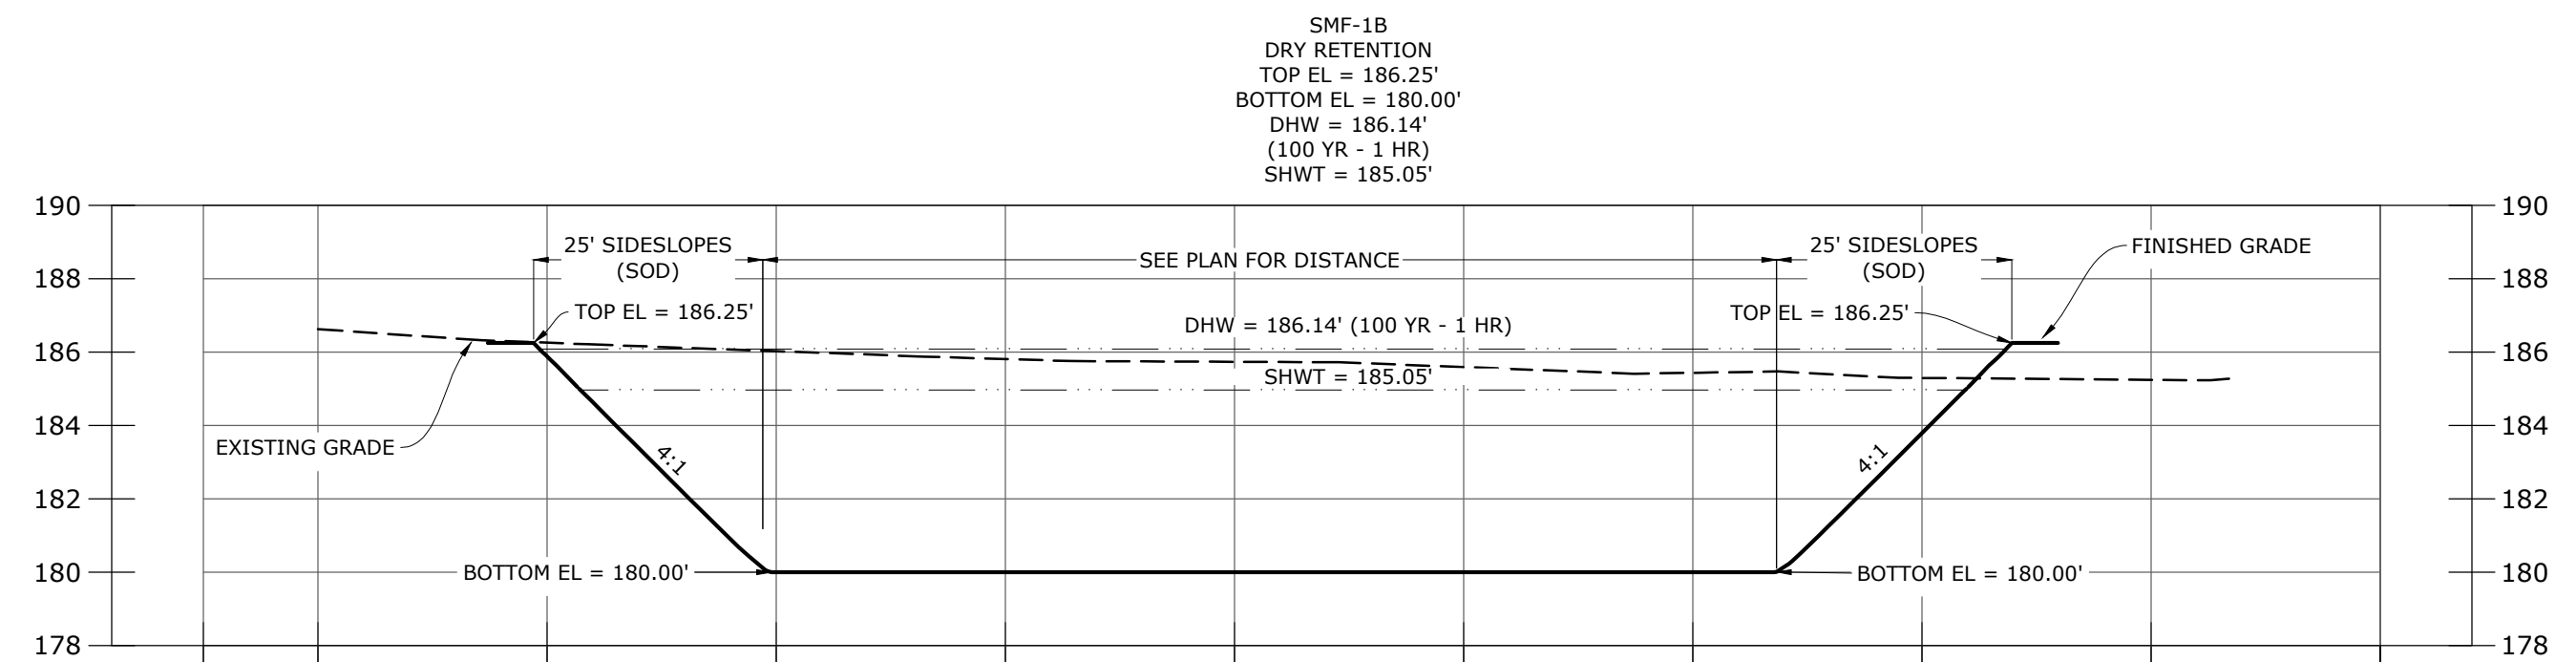 SMF-1B
DRY RETENTION
TOP EL = 186.25'
BOTTOM EL = 180.00'
DHW = 186.14'
(100 YR - 1 HR)
SHWT = 185.05'
190
190
25' SIDESLOPES
(SOD)
SEE PLAN FOR DISTANCE
25' SIDESLOPES
(SOD)
FINISHED GRADE
188
188
TOP EL = 186.25'
DHW = 186.14' (100 YR - 1 HR)
TOP EL = 186.25'
186
186
SHWT = 185.05'
184
184
EXISTING GRADE
4:1
4:1
182
182
180
BOTTOM EL = 180.00'
BOTTOM EL = 180.00'
180
178
178